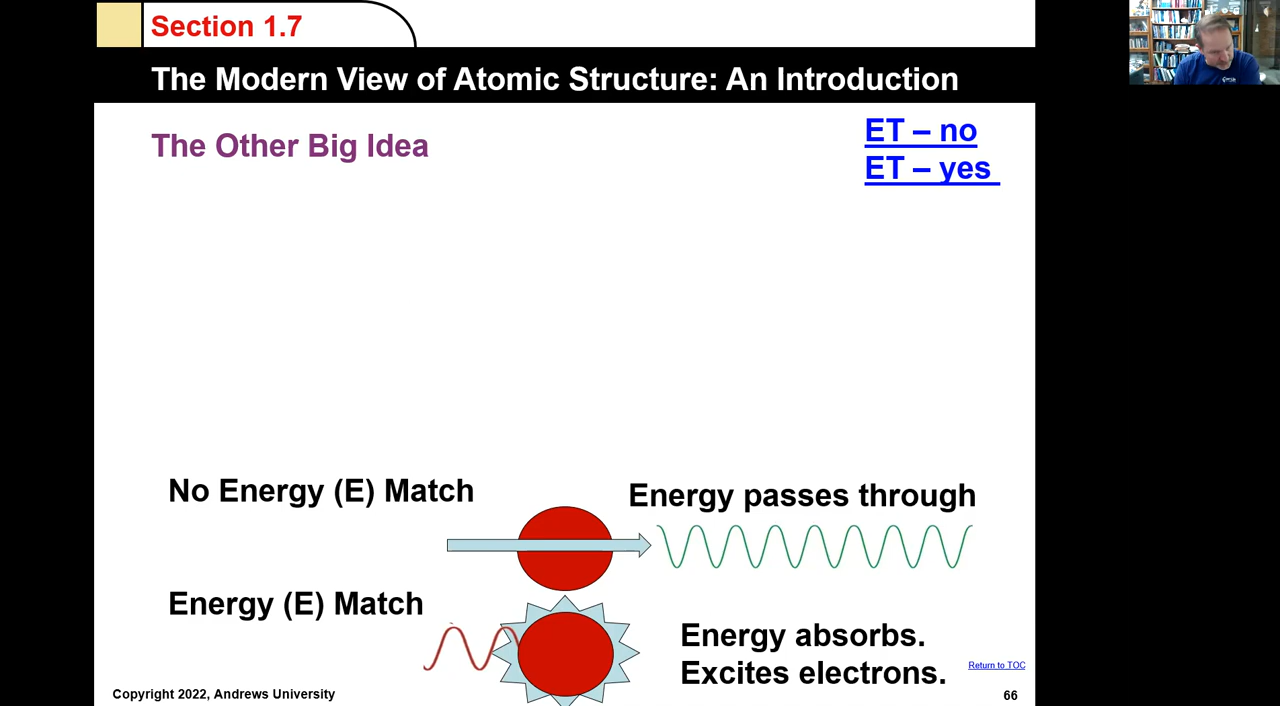 Section 1.7
The Modern View of Atomic Structure: An Introduction
The Other Big Idea
ET – no
ET – yes
No Energy (E) Match
Energy passes through
Energy (E) Match
Energy absorbs.
Excites electrons.
Return to TOC
Copyright 2022, Andrews University
66